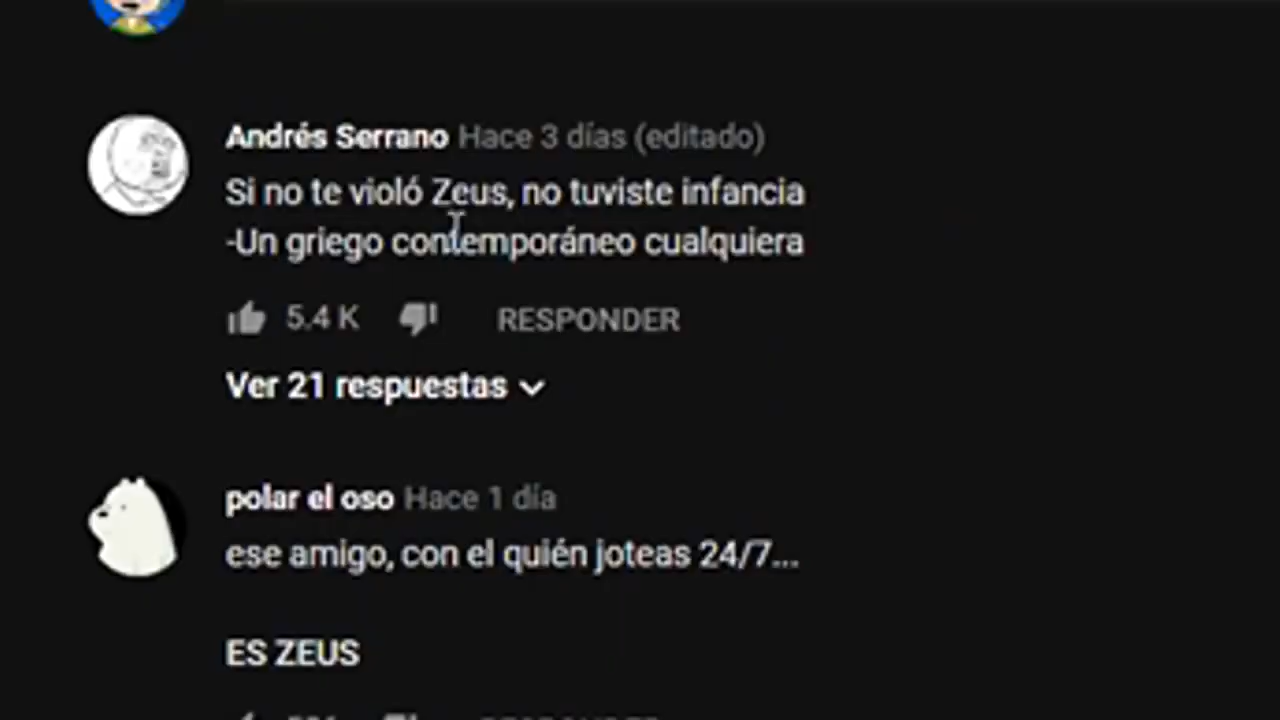 Andrés Serrano Hace 3 días (editado)
Si no te violó Zeus, no tuviste infancia
-Un griego contemporáneo cualquiera
5.4 K RESPONDER
Ver 21 respuestas
polar el oso Hace 1 día
ese amigo, con el quién joteas 24/7...
ES ZEUS